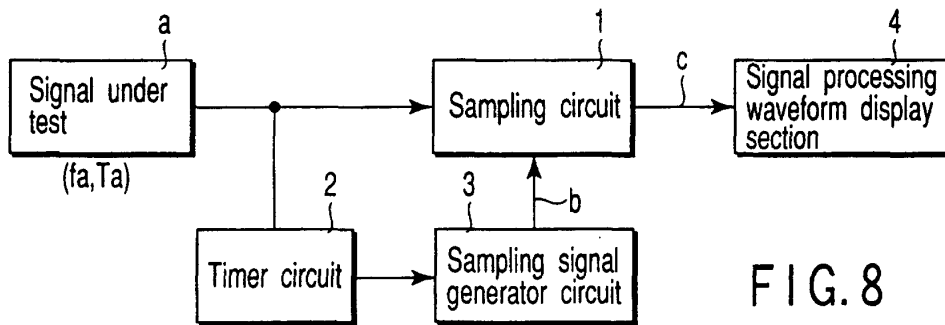 a
Signal under
test
(fa,Ta)
1
Sampling circuit
c
4
Signal processing
waveform display
section
2
Timer circuit
3
Sampling signal
generator circuit
b
FIG. 8